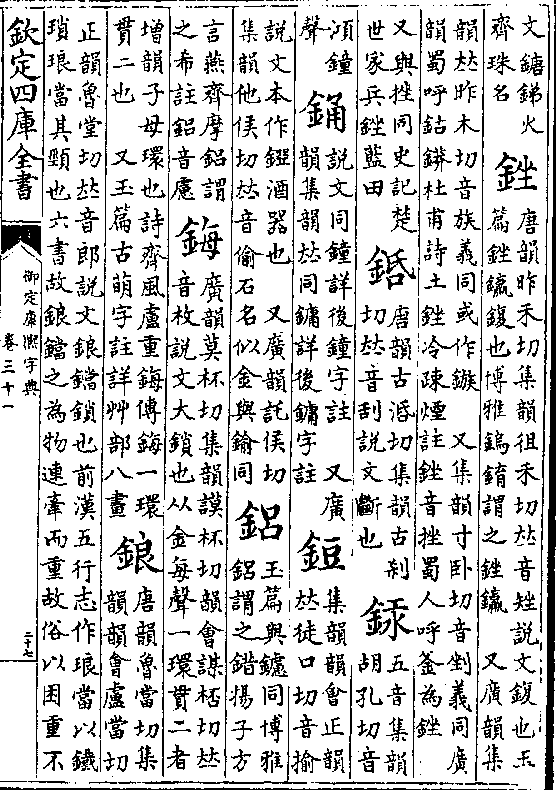 文鎕銻火
齊珠名
銼
唐韻昨禾切集韻徂禾切𠀤音矬說文鍑也玉
篇銼鑹鍑也博雅鎢錥謂之銼鑹 又廣韻集
韻𠀤昨木切音族義同或作鏃 又集韻寸卧切音剉義同廣
韻蜀呼鈷鏻杜甫詩土銼冷疎煙註銼音挫蜀人呼釜為銼
又與挫同史記楚
世家兵銼藍田
唐韻古活切集韻古刹
切𠀤音刮說文斷也
銾
五音集韻
胡孔切音
澒鐘
聲
銿
說文同鐘詳後鐘字註 又廣
韻集韻𠀤同鏞詳後鏞字註
鋀
集韻韻會正韻
𠀤徒口切音揄
說文本作鋀酒器也 又廣韻託侯切
集韻他侯切𠀤音偷石名似金與鍮同
鋁
玉篇與鑢同博雅
鋁謂之錯揚子方
言燕齊摩鋁謂
之希註鋁音慮
鋂
廣韻莫杯切集韻謨杯切韻會謀桮切𠀤
音枚說文大鎖也从金每聲一環貫二者
增韻子母環也詩齊風盧重鋂傳鋂一環
貫二也 又玉篇古萌字註詳艸部八畫
鋃
唐韻魯當切集
韻韻會盧當切
正韻魯堂切𠀤音郎說文鋃鐺鎖也前漢五行志作琅當以鐵
瑣琅當其頸也六書故鋃鐺之為物連牽而重故俗以困重不
欽定四庫全書
御定康熙字典
卷三十一
二十七